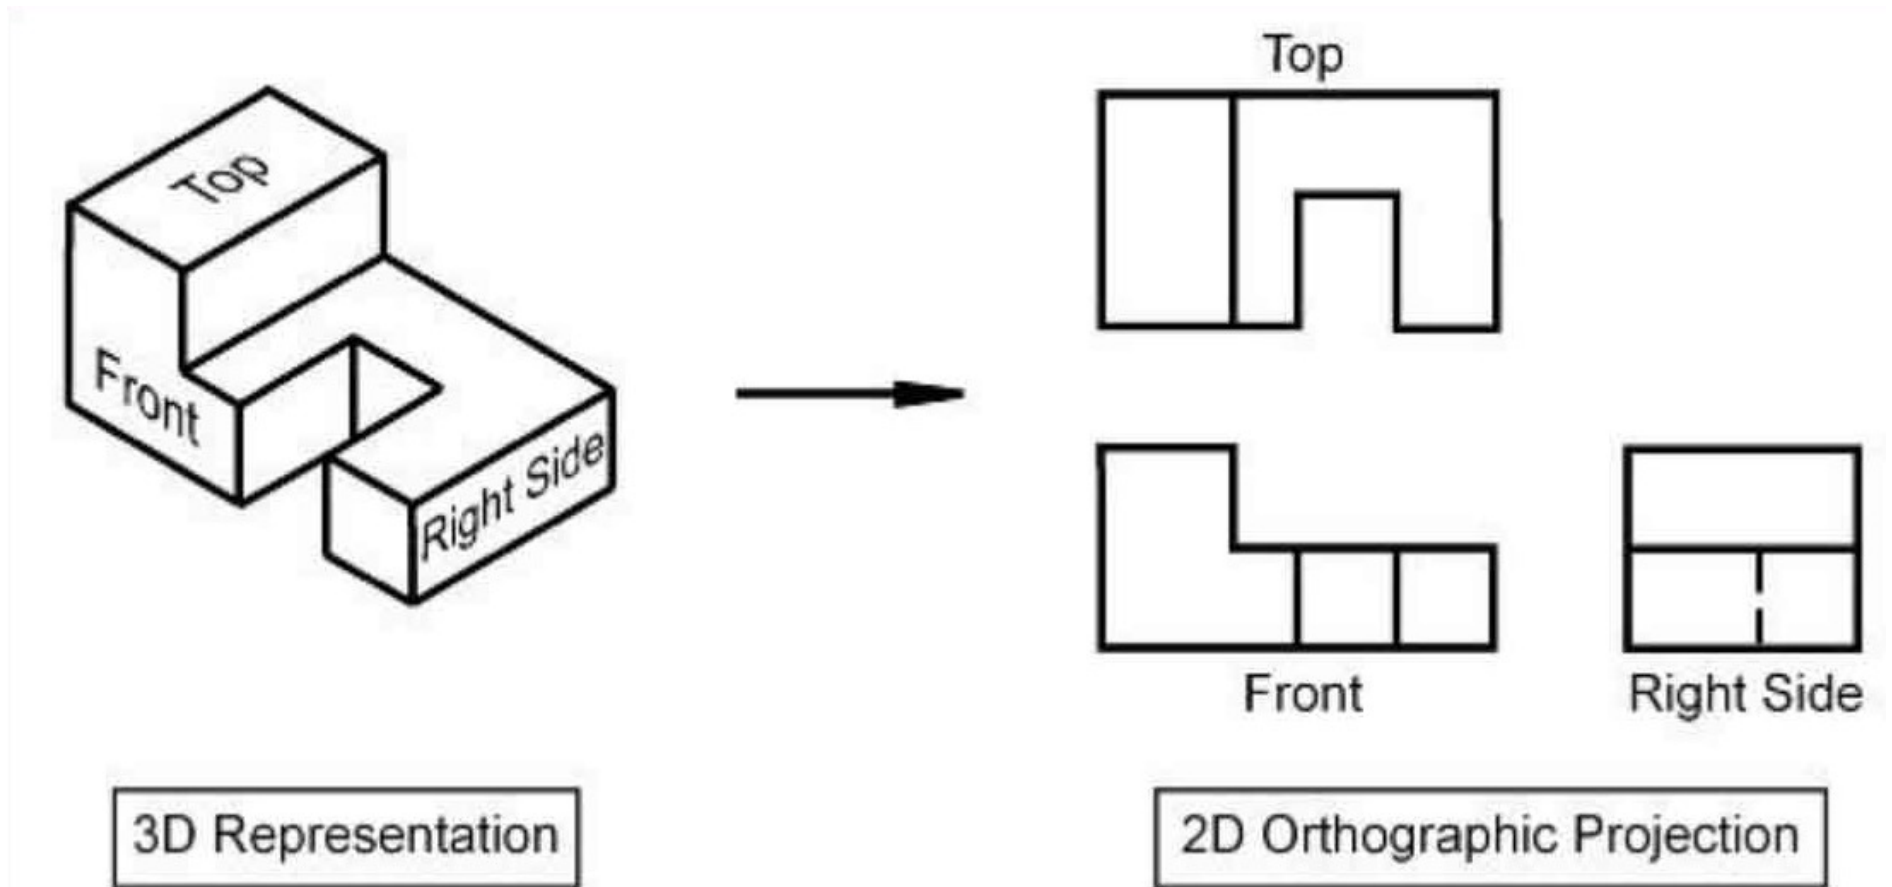 Top
Front
Right Side
3D Representation
Top
Front
Right Side
2D Orthographic Projection